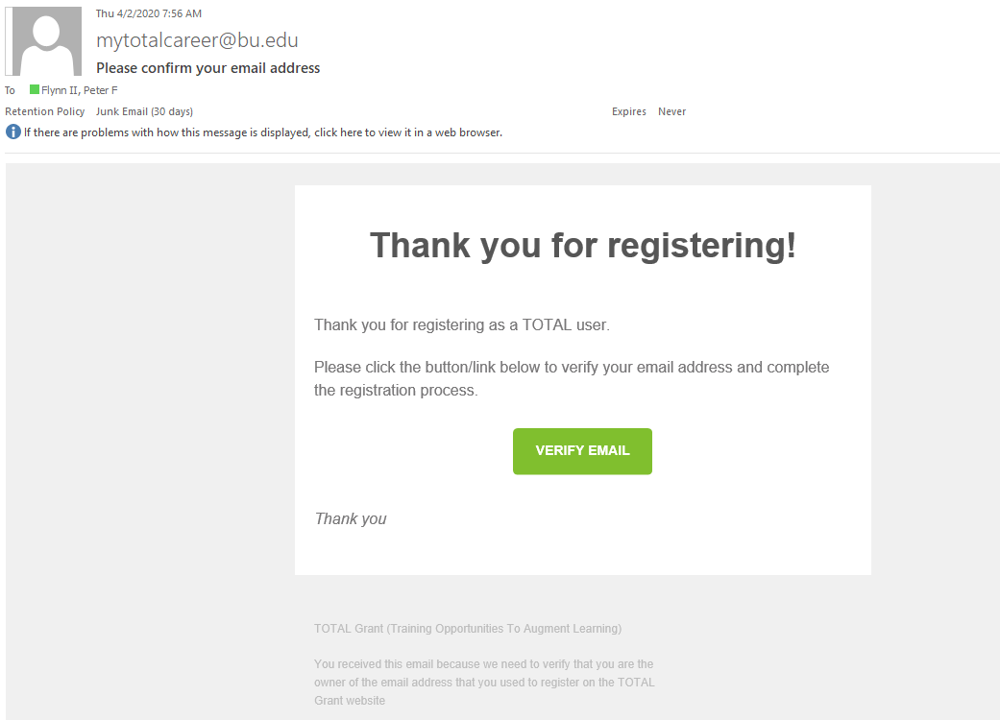 Thu 4/2/2020 7:56 AM
mytotalcareer@bu.edu
Please confirm your email address
To Flynn II, Peter F
Retention Policy Junk Email (30 days) Expires Never
If there are problems with how this message is displayed, click here to view it in a web browser.
Thank you for registering!
Thank you for registering as a TOTAL user.
Please click the button/link below to verify your email address and complete
the registration process.
VERIFY EMAIL
Thank you
TOTAL Grant (Training Opportunities To Augment Learning)
You received this email because we need to verify that you are the
owner of the email address that you used to register on the TOTAL
Grant website